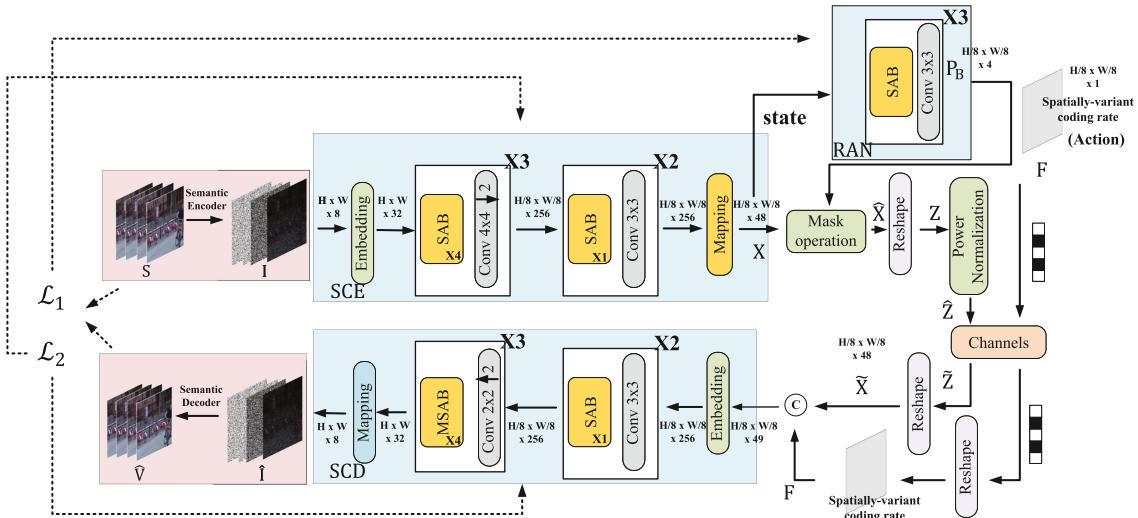 X3
H/8 x W/8
x 4
P_B
SAB
Conv 3x3
RAN
H/8 x W/8
x 1
Spatially-variant
coding rate
(Action)
F
state
Semantic
Encoder
S
I
H x W
x 8
Embedding
H x W
x 32
X3
SAB
X4
Conv 4x4
2
H/8 x W/8
x 256
X2
SAB
X1
Conv 3x3
H/8 x W/8
x 256
Mapping
H/8 x W/8
x 48
X
SCE
Mask
operation
X̂
Reshape
Z
Power
Normalization
Ẑ
Channels
ℒ1
ℒ2
Semantic
Decoder
V̂
Î
H x W
x 8
Mapping
H x W
x 32
X3
MSAB
X4
Conv 2x2
2
H/8 x W/8
x 256
X2
SAB
X1
Conv 3x3
H/8 x W/8
x 256
Embedding
H/8 x W/8
x 49
SCD
C
H/8 x W/8
x 48
X̃
Reshape
Z̃
F
Spatially-variant
coding rate
Reshape